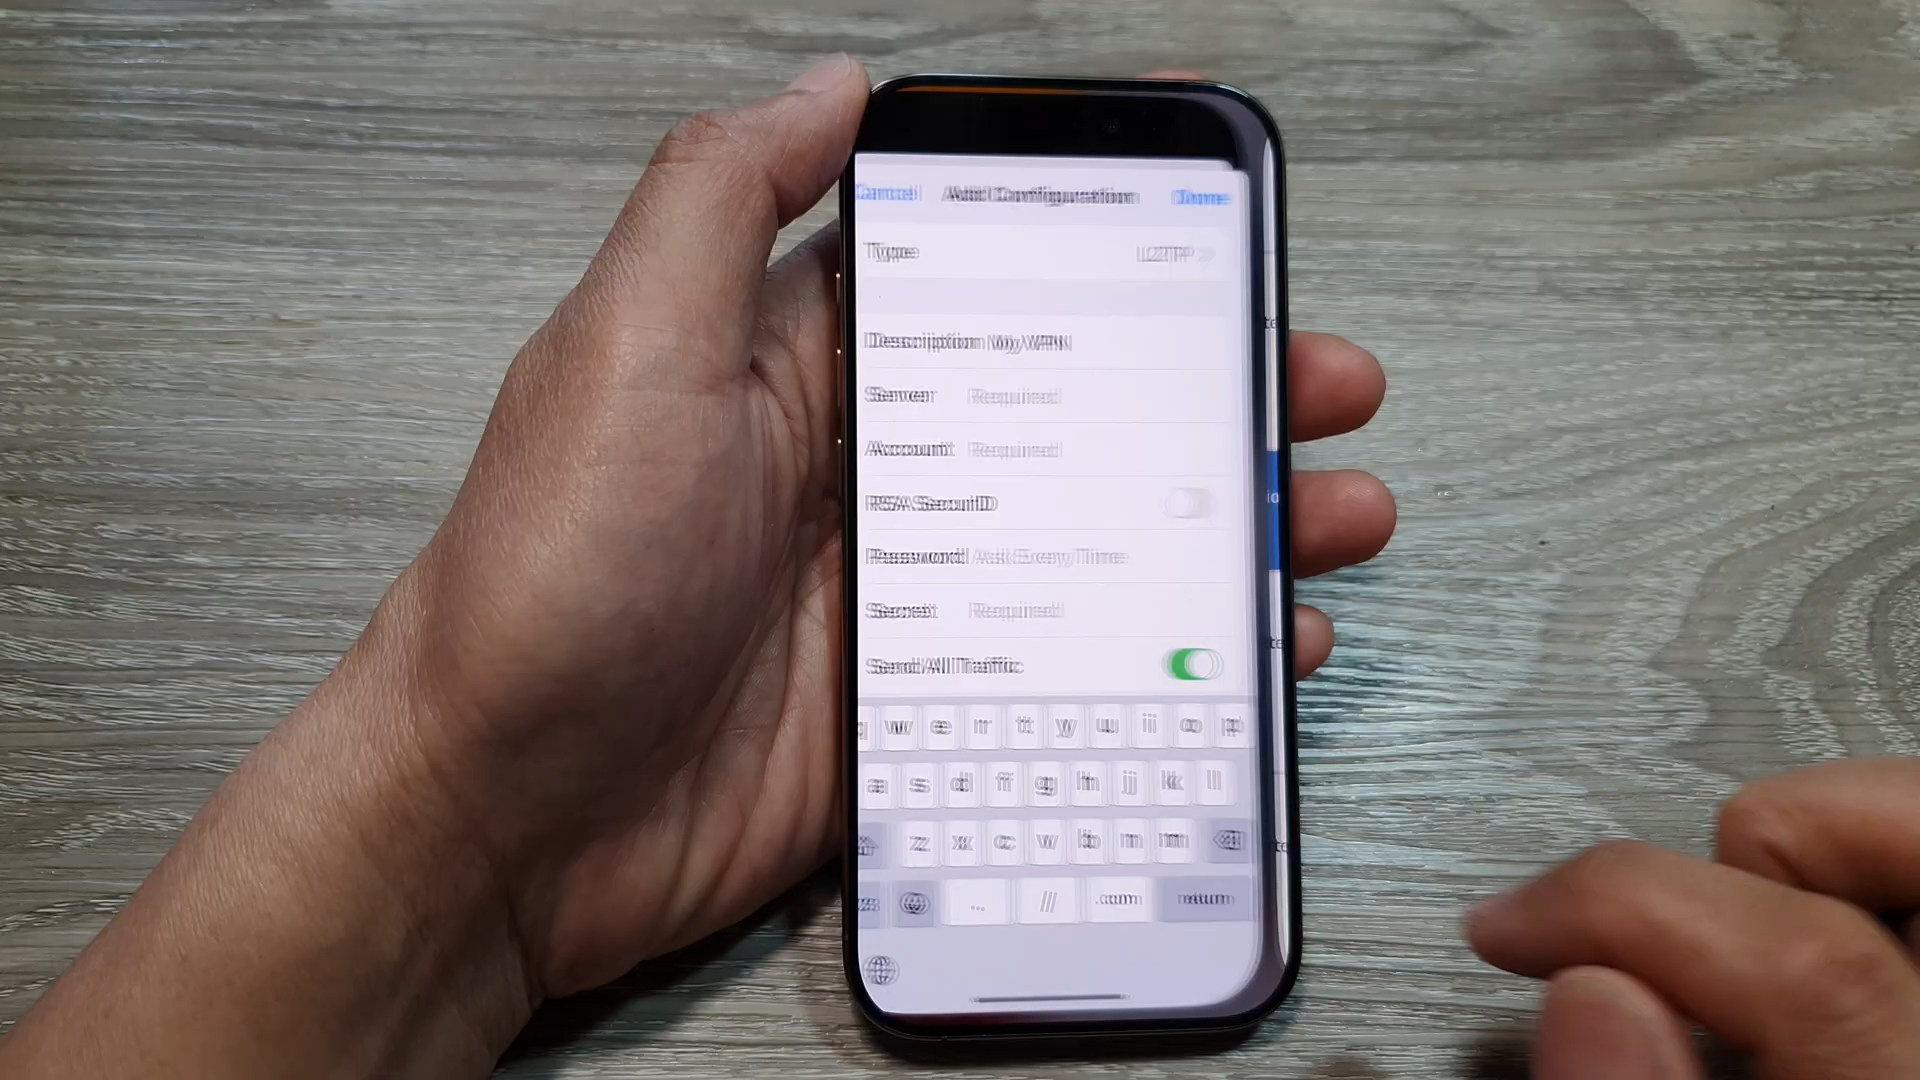 Cancel Add Configuration Done
Type L2TP >
Description My VPN
Server Required
Account Required
RSA SecurID
Password Ask Every Time
Secret Required
Send All Traffic
q w e r t y u i o p
a s d f g h j k l
z x c v b n m
. / .com return